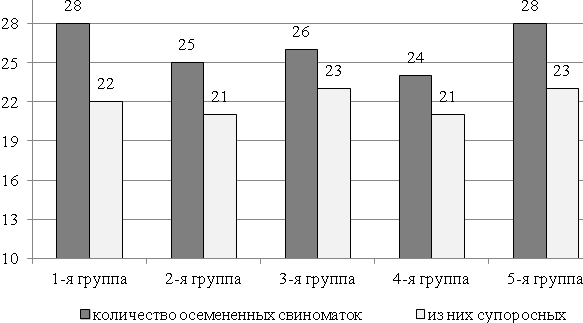 28 28
28 26
25 25 24
22 22 23 23
21 21
19
16
13
10
1-я группа 2-я группа 3-я группа 4-я группа 5-я группа
количество осемененных свиноматок из них супоросных